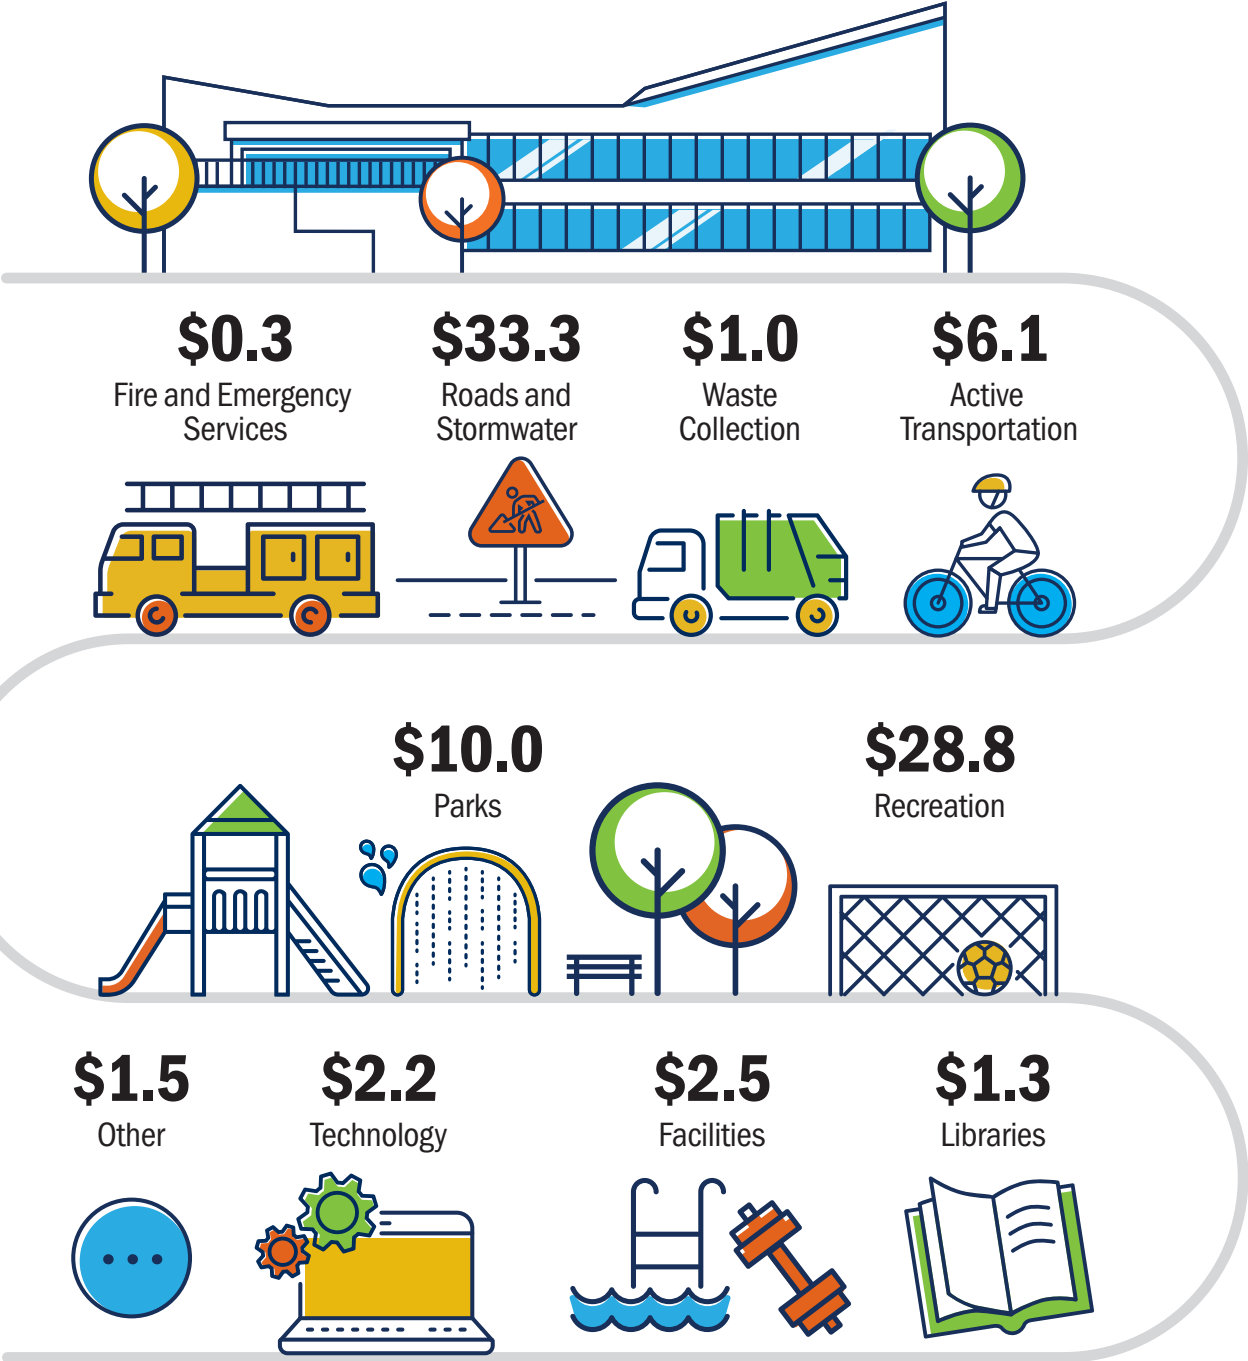 $0.3
Fire and Emergency
Services
$33.3
Roads and
Stormwater
$1.0
Waste
Collection
$6.1
Active
Transportation
$10.0
Parks
$28.8
Recreation
$1.5
Other
$2.2
Technology
$2.5
Facilities
$1.3
Libraries